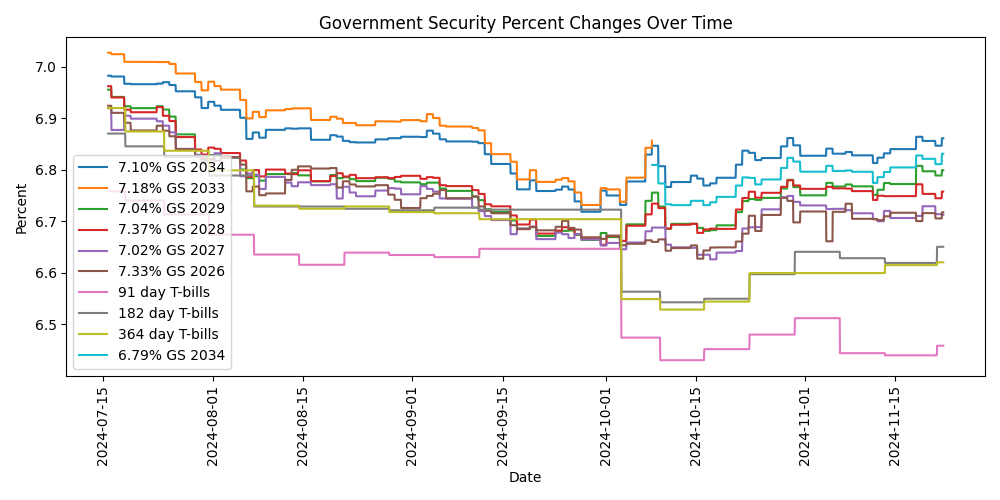 Government Security Percent Changes Over Time
Percent
7.0
6.9
6.8
6.7
6.6
6.5
7.10% GS 2034
7.18% GS 2033
7.04% GS 2029
7.37% GS 2028
7.02% GS 2027
7.33% GS 2026
91 day T-bills
182 day T-bills
364 day T-bills
6.79% GS 2034
2024-07-15
2024-08-01
2024-08-15
2024-09-01
2024-09-15
2024-10-01
2024-10-15
2024-11-01
2024-11-15
Date